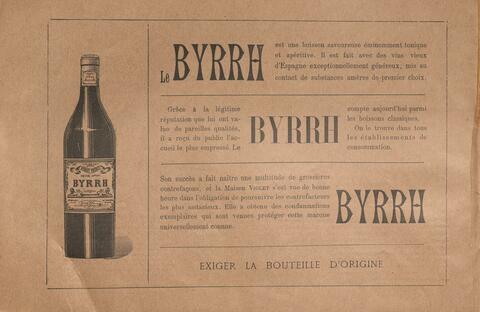 BYRRH
Le BYRRH
est une boisson savoureuse éminemment tonique
et apéritive. Il est fait avec des vins vieux
d'Espagne exceptionnellement généreux, mis au
contact de substances amères de premier choix.
Grâce à la légitime
réputation que lui ont va-
lue de pareilles qualités,
il a reçu du public l'ac-
cueil le plus empressé. Le
BYRRH
compte aujourd'hui parmi
les boissons classiques.
On le trouve dans tous
les établissements de
consommation.
Son succès a fait naître une multitude de grossières
contrefaçons, et la Maison VIOLET s'est vue de bonne
heure dans l'obligation de poursuivre les contrefacteurs
les plus audacieux. Elle a obtenu des condamnations
exemplaires qui sont venues protéger cette marque
universellement connue.
BYRRH
EXIGER LA BOUTEILLE D'ORIGINE